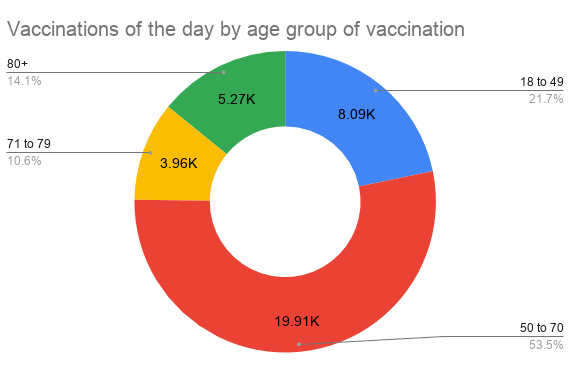 Vaccinations of the day by age group of vaccination
80+
14.1%
18 to 49
21.7%
5.27K
8.09K
71 to 79
10.6%
3.96K
19.91K
50 to 70
53.5%